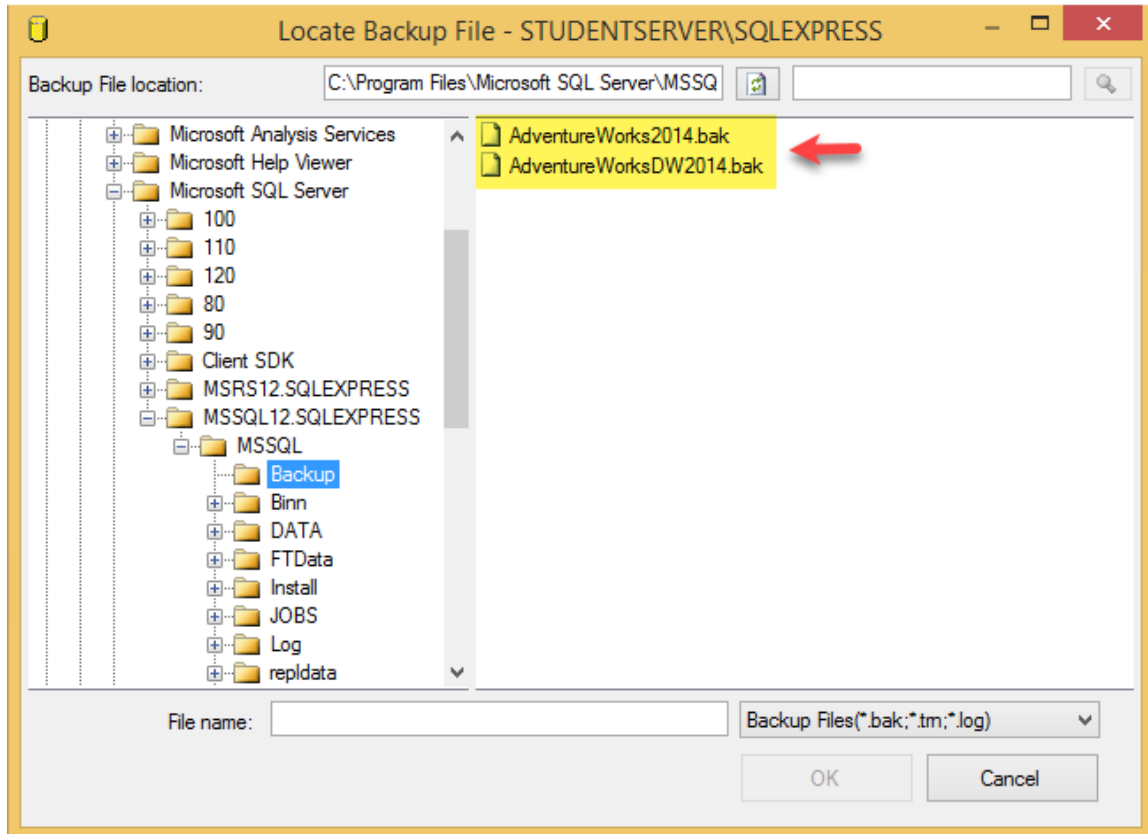 Locate Backup File - STUDENTSERVER\SQLEXPRESS
Backup File location:
C:\Program Files\Microsoft SQL Server\MSSQ
Microsoft Analysis Services
Microsoft Help Viewer
Microsoft SQL Server
100
110
120
80
90
Client SDK
MSRS12.SQLEXPRESS
MSSQL12.SQLEXPRESS
MSSQL
Backup
Binn
DATA
FTData
Install
JOBS
Log
repldata
AdventureWorks2014.bak
AdventureWorksDW2014.bak
File name:
Backup Files(*.bak;*.trn;*.log)
OK
Cancel